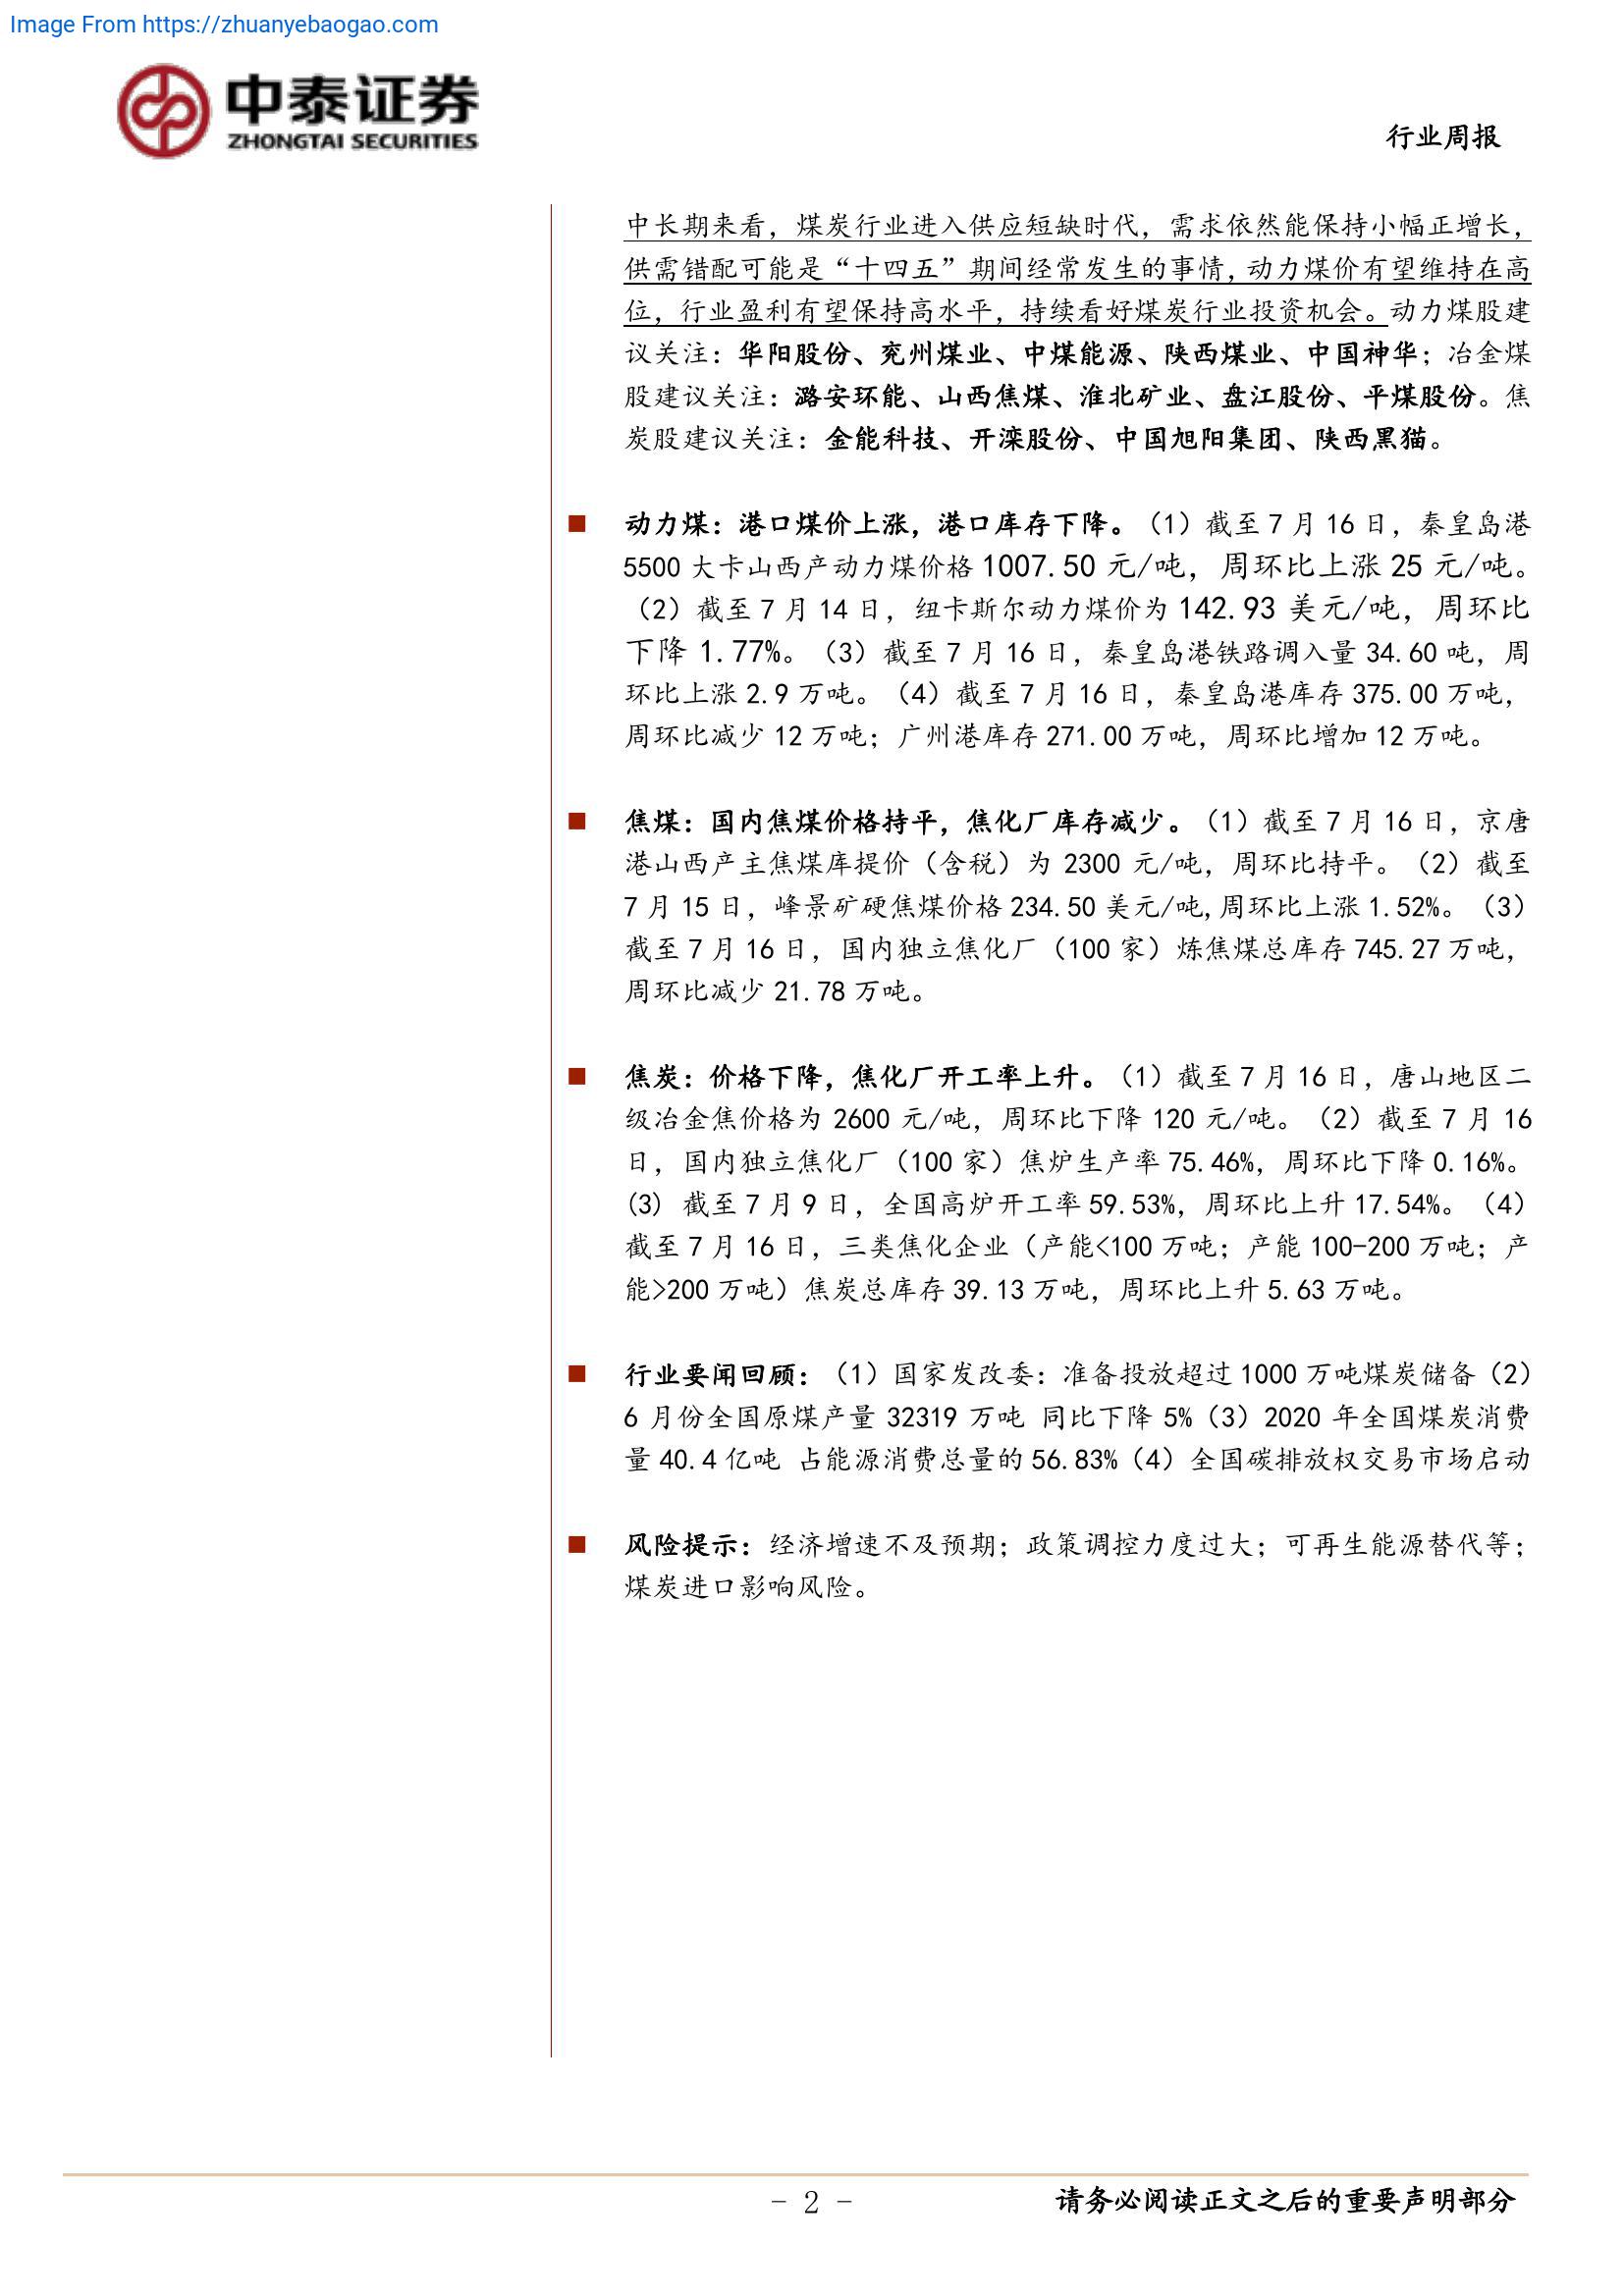 Image From https://zhuanyebaogao.com
中泰证券
ZHONGTAI SECURITIES
行业周报
中长期来看，煤炭行业进入供应短缺时代，需求依然能保持小幅正增长，
供需错配可能是“十四五”期间经常发生的事情，动力煤价有望维持在高
位，行业盈利有望保持高水平，持续看好煤炭行业投资机会。动力煤股建
议关注：华阳股份、兖州煤业、中煤能源、陕西煤业、中国神华；冶金煤
股建议关注：潞安环能、山西焦煤、淮北矿业、盘江股份、平煤股份。焦
炭股建议关注：金能科技、开滦股份、中国旭阳集团、陕西黑猫。
■ 动力煤：港口煤价上涨，港口库存下降。（1）截至 7 月 16 日，秦皇岛港
5500 大卡山西产动力煤价格 1007.50 元/吨，周环比上涨 25 元/吨。
（2）截至 7 月 14 日，纽卡斯尔动力煤价为 142.93 美元/吨，周环比
下降 1.77%。（3）截至 7 月 16 日，秦皇岛港铁路调入量 34.60 吨，周
环比上涨 2.9 万吨。（4）截至 7 月 16 日，秦皇岛港库存 375.00 万吨，
周环比减少 12 万吨；广州港库存 271.00 万吨，周环比增加 12 万吨。
■ 焦煤：国内焦煤价格持平，焦化厂库存减少。（1）截至 7 月 16 日，京唐
港山西产主焦煤库提价（含税）为 2300 元/吨，周环比持平。（2）截至
7 月 15 日，峰景矿硬焦煤价格 234.50 美元/吨,周环比上涨 1.52%。（3）
截至 7 月 16 日，国内独立焦化厂（100 家）炼焦煤总库存 745.27 万吨，
周环比减少 21.78 万吨。
■ 焦炭：价格下降，焦化厂开工率上升。（1）截至 7 月 16 日，唐山地区二
级冶金焦价格为 2600 元/吨，周环比下降 120 元/吨。（2）截至 7 月 16
日，国内独立焦化厂（100 家）焦炉生产率 75.46%，周环比下降 0.16%。
(3) 截至 7 月 9 日，全国高炉开工率 59.53%，周环比上升 17.54%。（4）
截至 7 月 16 日，三类焦化企业（产能<100 万吨；产能 100-200 万吨；产
能>200 万吨）焦炭总库存 39.13 万吨，周环比上升 5.63 万吨。
■ 行业要闻回顾：（1）国家发改委：准备投放超过 1000 万吨煤炭储备（2）
6 月份全国原煤产量 32319 万吨 同比下降 5%（3）2020 年全国煤炭消费
量 40.4 亿吨 占能源消费总量的 56.83%（4）全国碳排放权交易市场启动
■ 风险提示：经济增速不及预期；政策调控力度过大；可再生能源替代等；
煤炭进口影响风险。
- 2 -
请务必阅读正文之后的重要声明部分